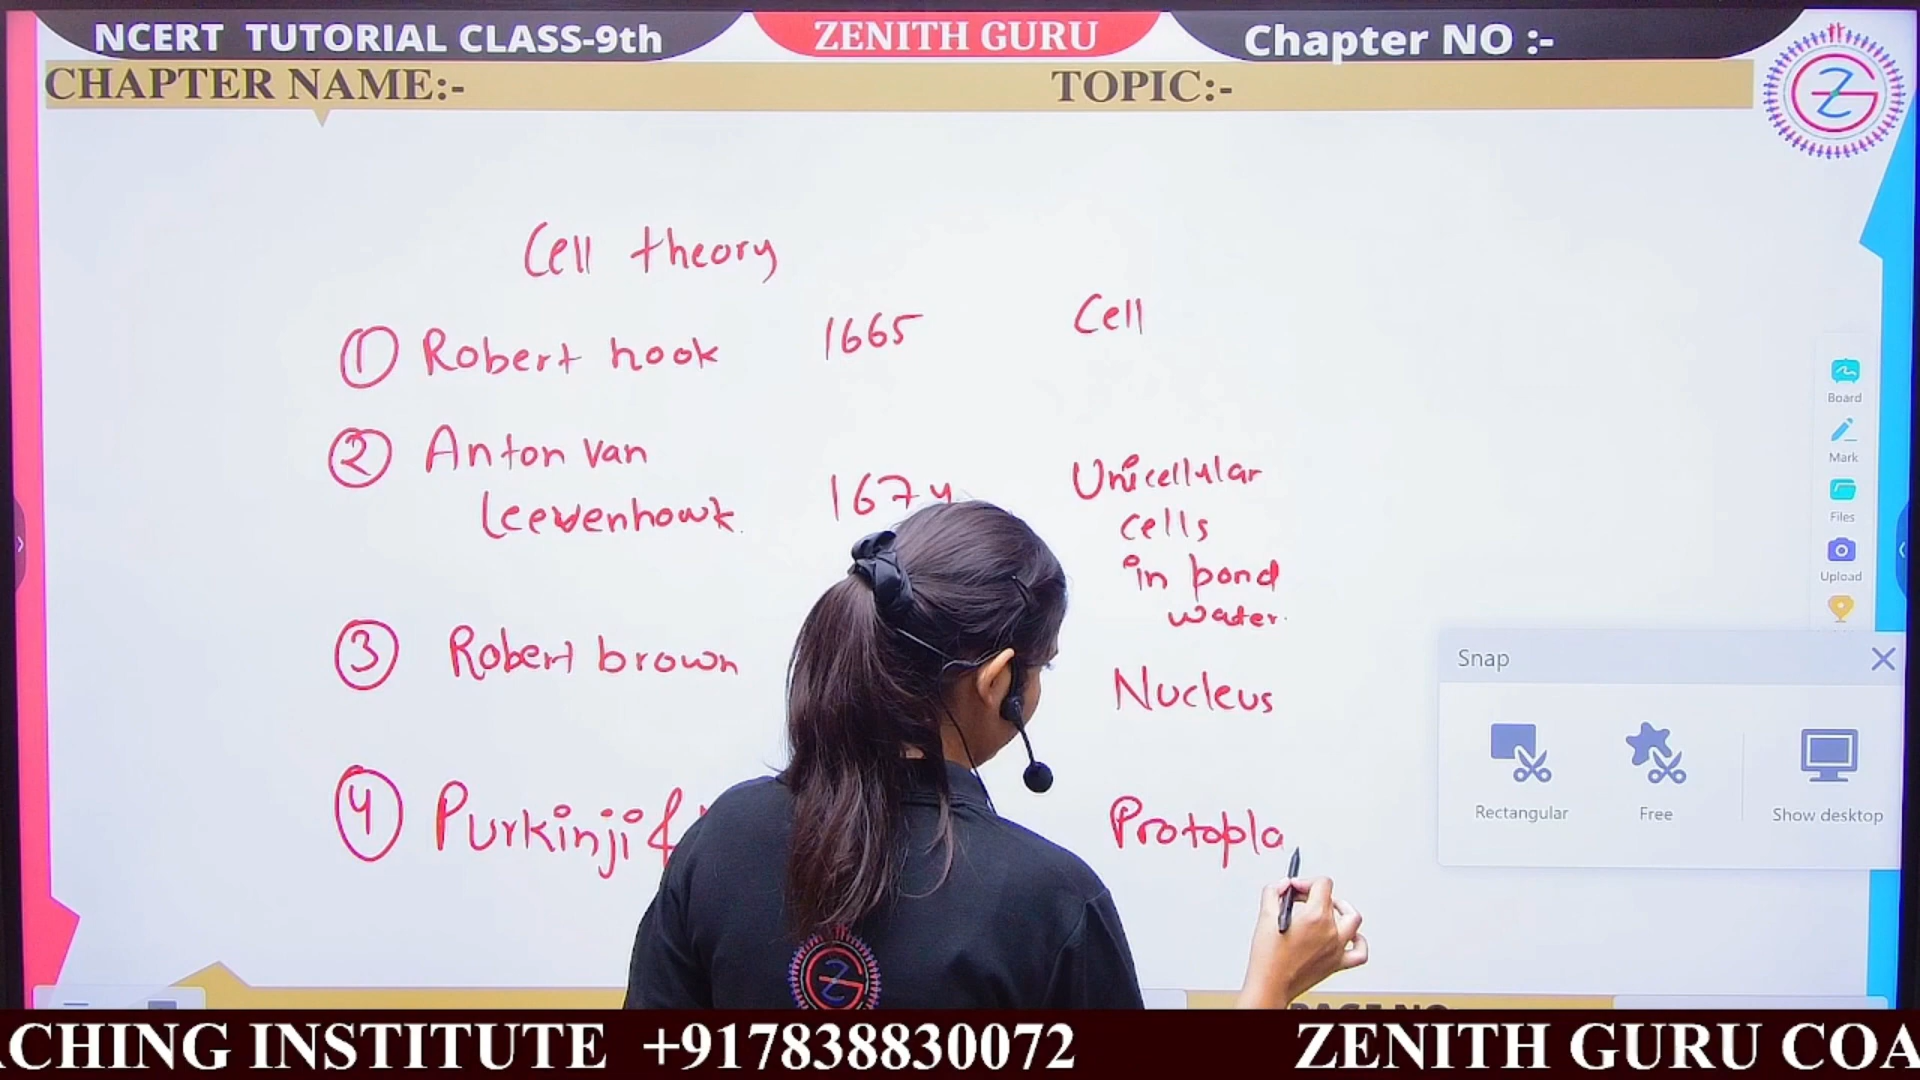 NCERT TUTORIAL CLASS-9th
ZENITH GURU
Chapter NO :-
CHAPTER NAME:-
TOPIC:-
Cell theory
① Robert hook 1665 Cell
② Anton van
Leevenhowk. 1674
Unicellular
cells
in pond
water.
③ Robert brown Nucleus
④ Purkinji & Protopla
Board
Mark
Files
Upload
Snap
Rectangular
Free
Show desktop
ACHING INSTITUTE +917838830072 ZENITH GURU COA